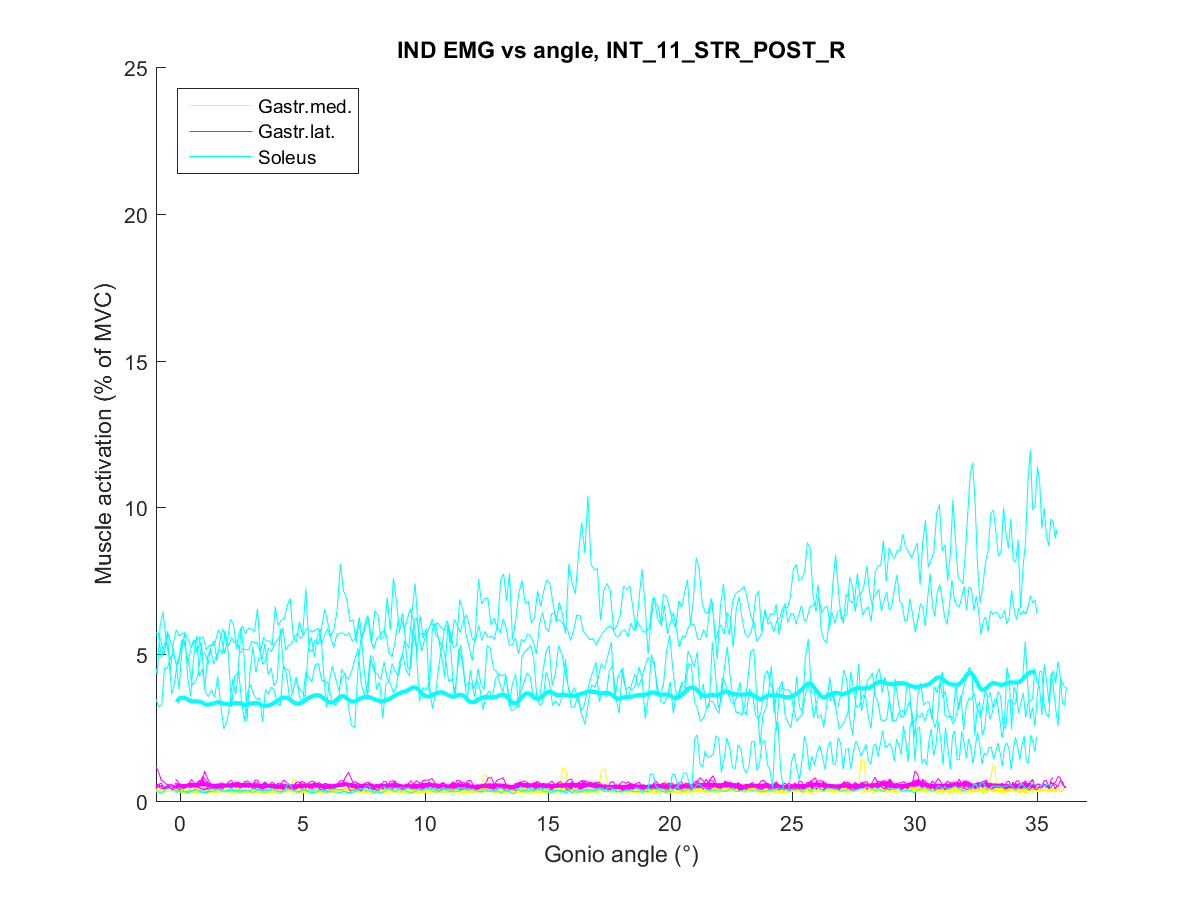 IND EMG vs angle, INT_11_STR_POST_R
25
20
15
10
5
0
Muscle activation (% of MVC)
Gastr.med.
Gastr.lat.
Soleus
0 5 10 15 20 25 30 35
Gonio angle (°)